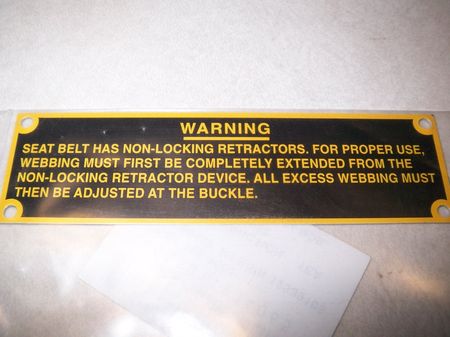 WARNING
SEAT BELT HAS NON-LOCKING RETRACTORS. FOR PROPER USE,
WEBBING MUST FIRST BE COMPLETELY EXTENDED FROM THE
NON-LOCKING RETRACTOR DEVICE. ALL EXCESS WEBBING MUST
THEN BE ADJUSTED AT THE BUCKLE.